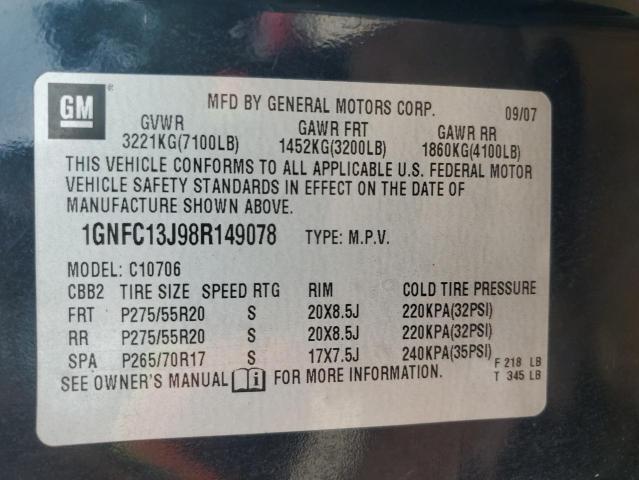 GM ® MFD BY GENERAL MOTORS CORP. 09/07
GVWR GAWR FRT GAWR RR
3221KG(7100LB) 1452KG(3200LB) 1860KG(4100LB)
THIS VEHICLE CONFORMS TO ALL APPLICABLE U.S. FEDERAL MOTOR
VEHICLE SAFETY STANDARDS IN EFFECT ON THE DATE OF
MANUFACTURE SHOWN ABOVE.
1GNFC13J98R149078 TYPE: M.P.V.
MODEL: C10706
CBB2 TIRE SIZE SPEED RTG RIM COLD TIRE PRESSURE
FRT P275/55R20 S 20X8.5J 220KPA(32PSI)
RR P275/55R20 S 20X8.5J 220KPA(32PSI)
SPA P265/70R17 S 17X7.5J 240KPA(35PSI)
F 218 LB
SEE OWNER'S MANUAL i FOR MORE INFORMATION. T 345 LB